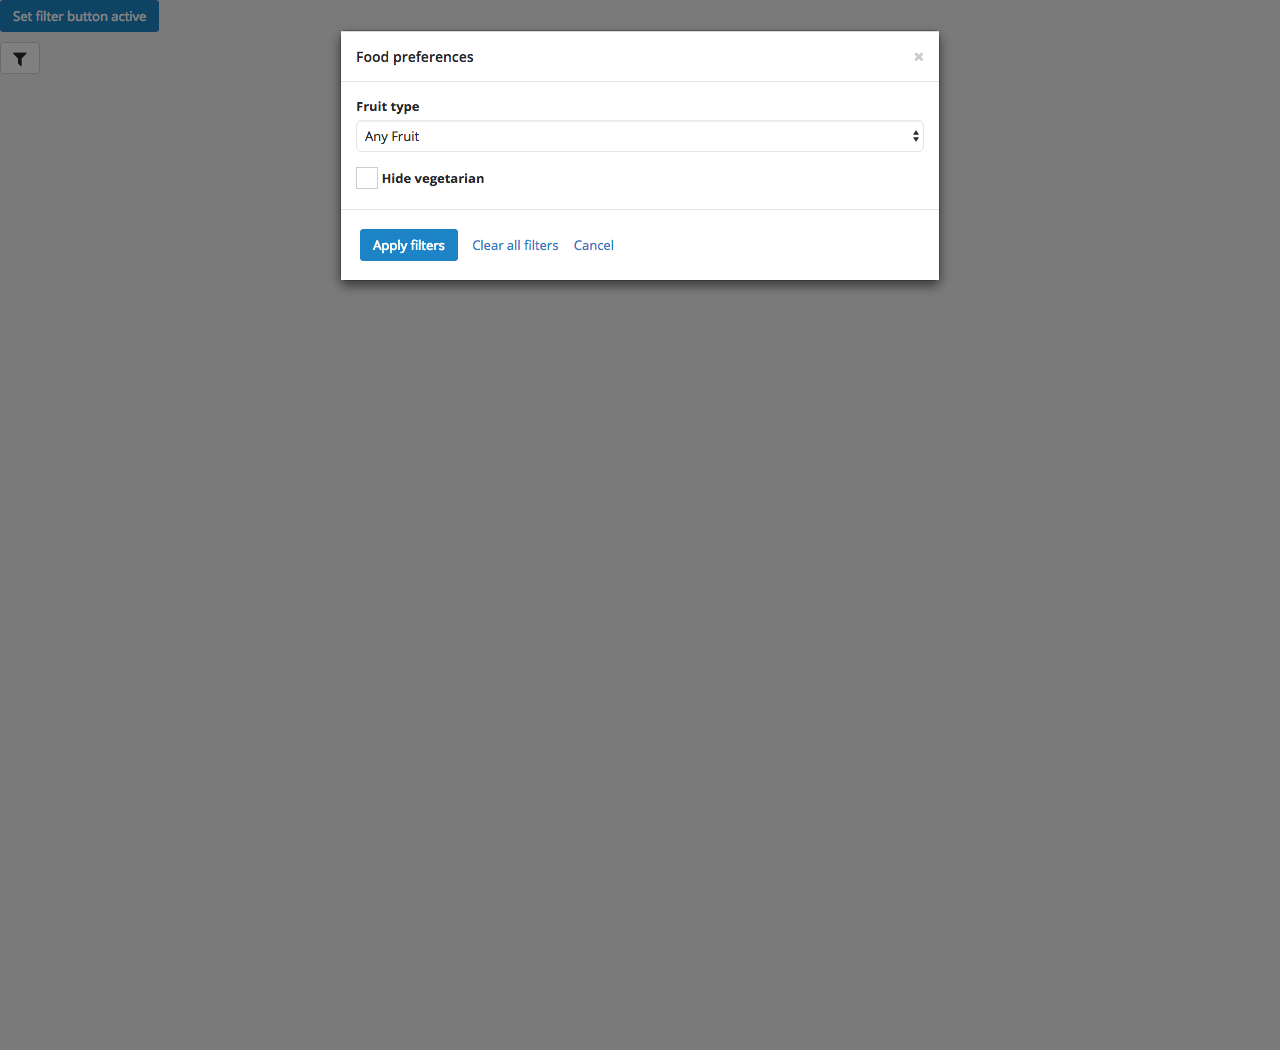 Set filter button active
Food preferences
Fruit type
Any Fruit
Hide vegetarian
Apply filters Clear all filters Cancel